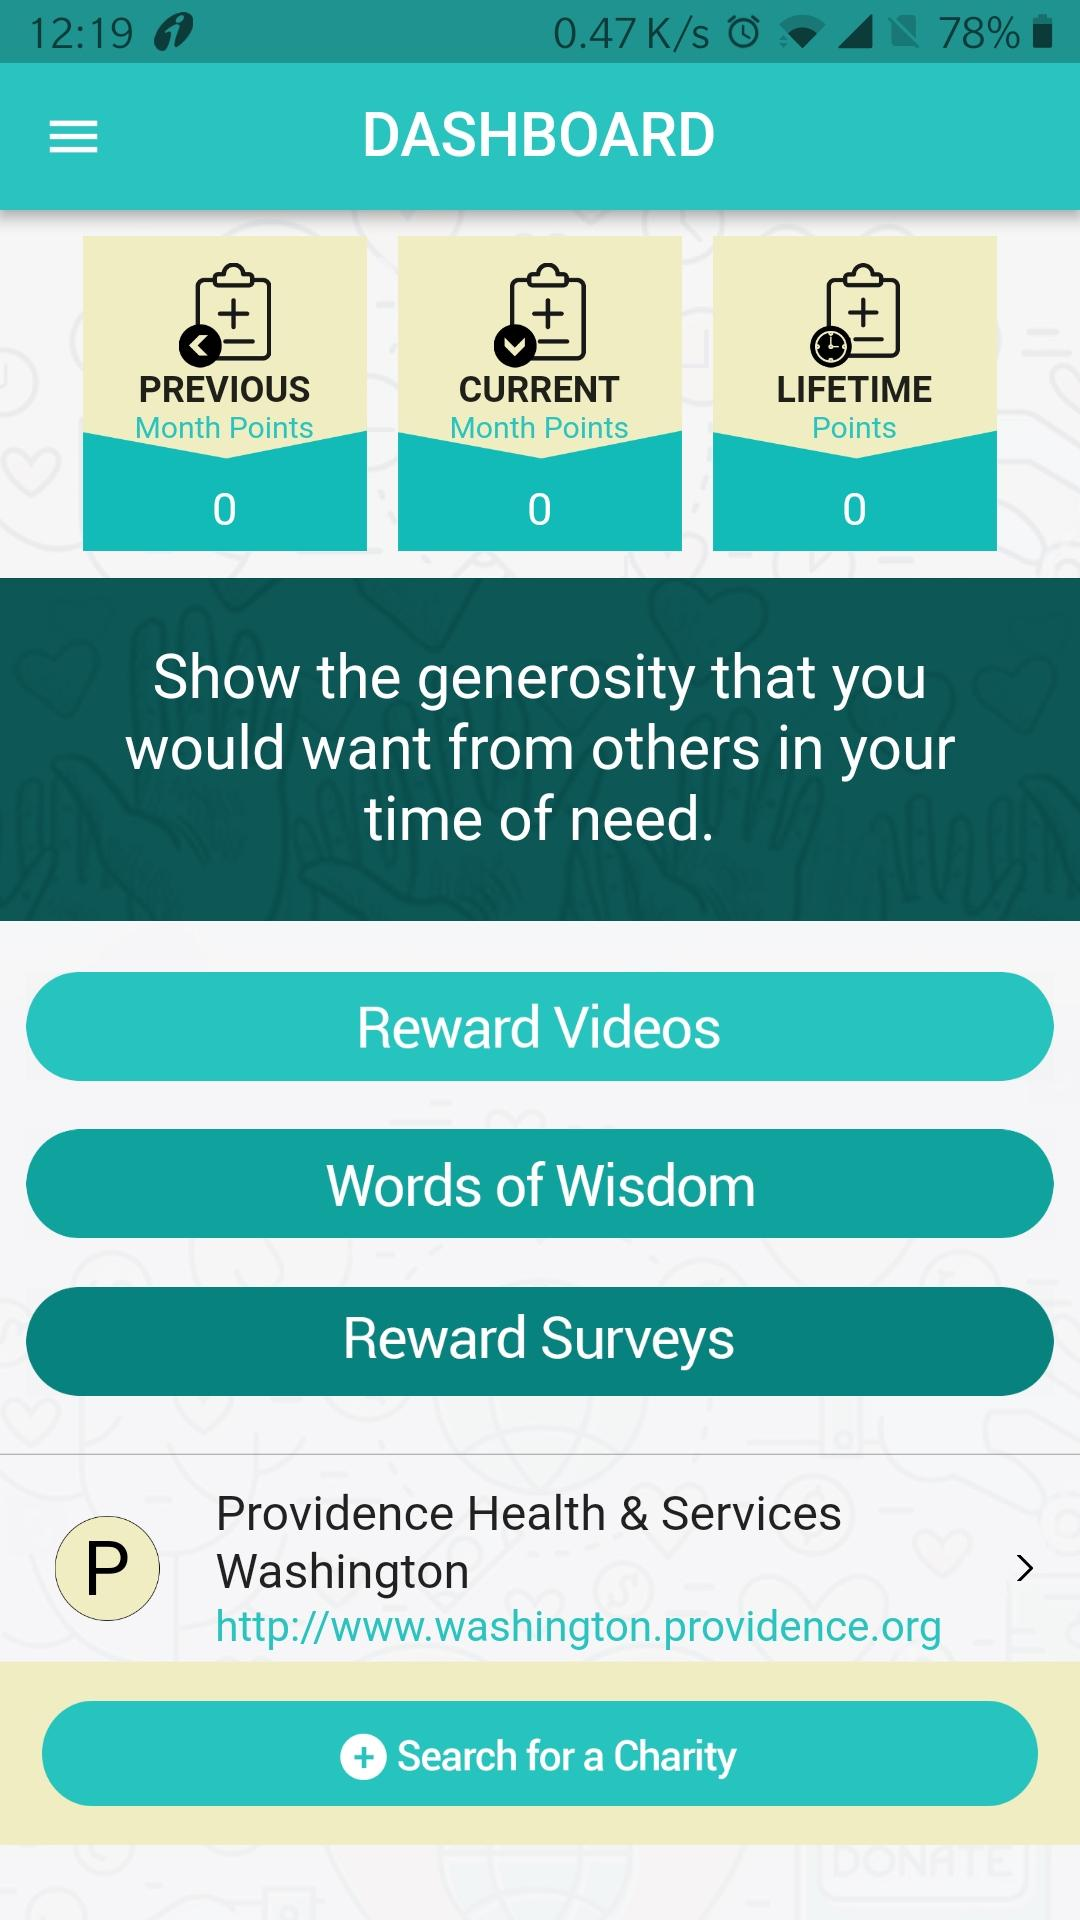 12:19 0.47 K/s 78%
DASHBOARD
PREVIOUS
Month Points
0
CURRENT
Month Points
0
LIFETIME
Points
0
Show the generosity that you
would want from others in your
time of need.
Reward Videos
Words of Wisdom
Reward Surveys
P
Providence Health & Services
Washington
http://www.washington.providence.org
Search for a Charity
DONATE